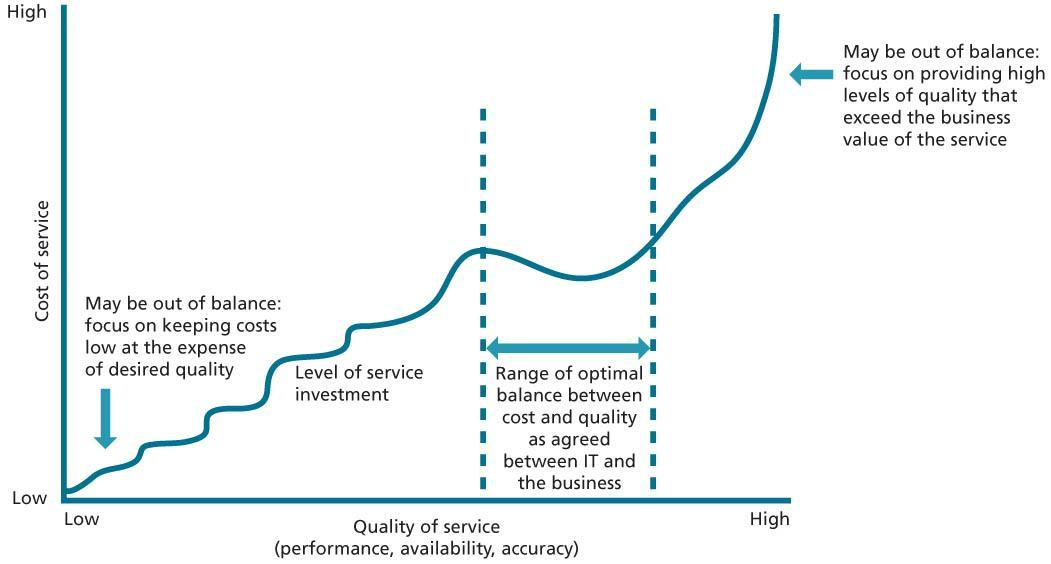 High
May be out of balance:
focus on providing high
levels of quality that
exceed the business
value of the service
Cost of service
May be out of balance:
focus on keeping costs
low at the expense
of desired quality
Level of service
investment
Range of optimal
balance between
cost and quality
as agreed
between IT and
the business
Low
Low
Quality of service
(performance, availability, accuracy)
High